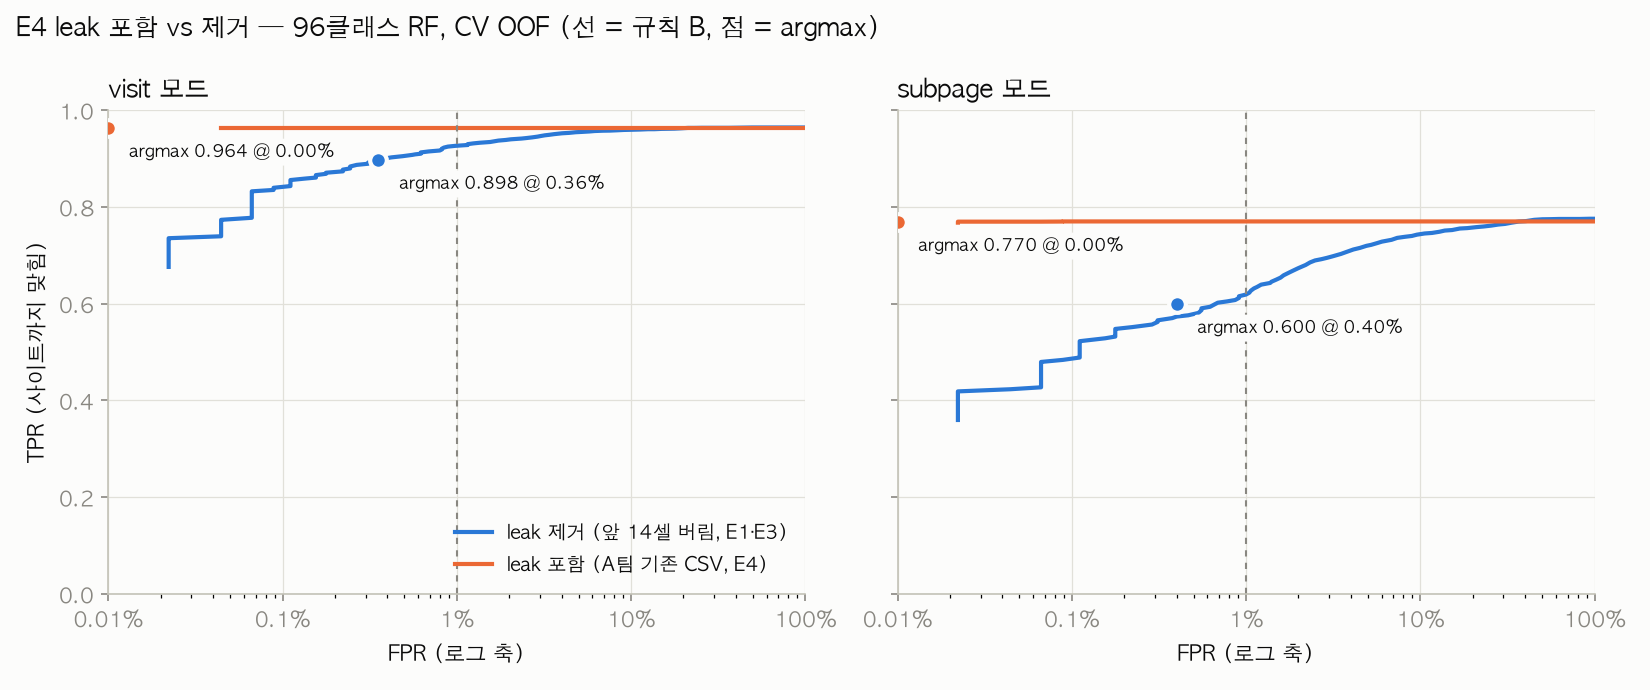 E4 leak 포함 vs 제거 — 96클래스 RF, CV OOF (선 = 규칙 B, 점 = argmax)
visit 모드
1.0
0.8
0.6
0.4
0.2
0.0
TPR (사이트까지 맞힘)
argmax 0.964 @ 0.00%
argmax 0.898 @ 0.36%
leak 제거 (앞 14셀 버림, E1·E3)
leak 포함 (A팀 기존 CSV, E4)
0.01%
0.1%
1%
10%
100%
FPR (로그 축)
subpage 모드
argmax 0.770 @ 0.00%
argmax 0.600 @ 0.40%
0.01%
0.1%
1%
10%
100%
FPR (로그 축)